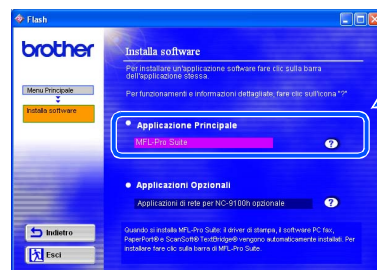 Flash
brother
Installa software
Per installare un'applicazione software fare clic sulla barra
dell'applicazione stessa.
Per funzionamenti e informazioni dettagliate, fare clic sull'icona "?"
Menu Principale
Installa software
Applicazione Principale
MFL-Pro Suite
?
Applicazioni Opzionali
Applicazioni di rete per NC-9100h opzionale
?
Quando si installa MFL-Pro Suite: il driver di stampa, il software PC fax,
PaperPort® e ScanSoft® TextBridge® vengono automaticamente installati. Per
installare fare clic su barra di MFL-Pro Suite.
Indietro
Esci